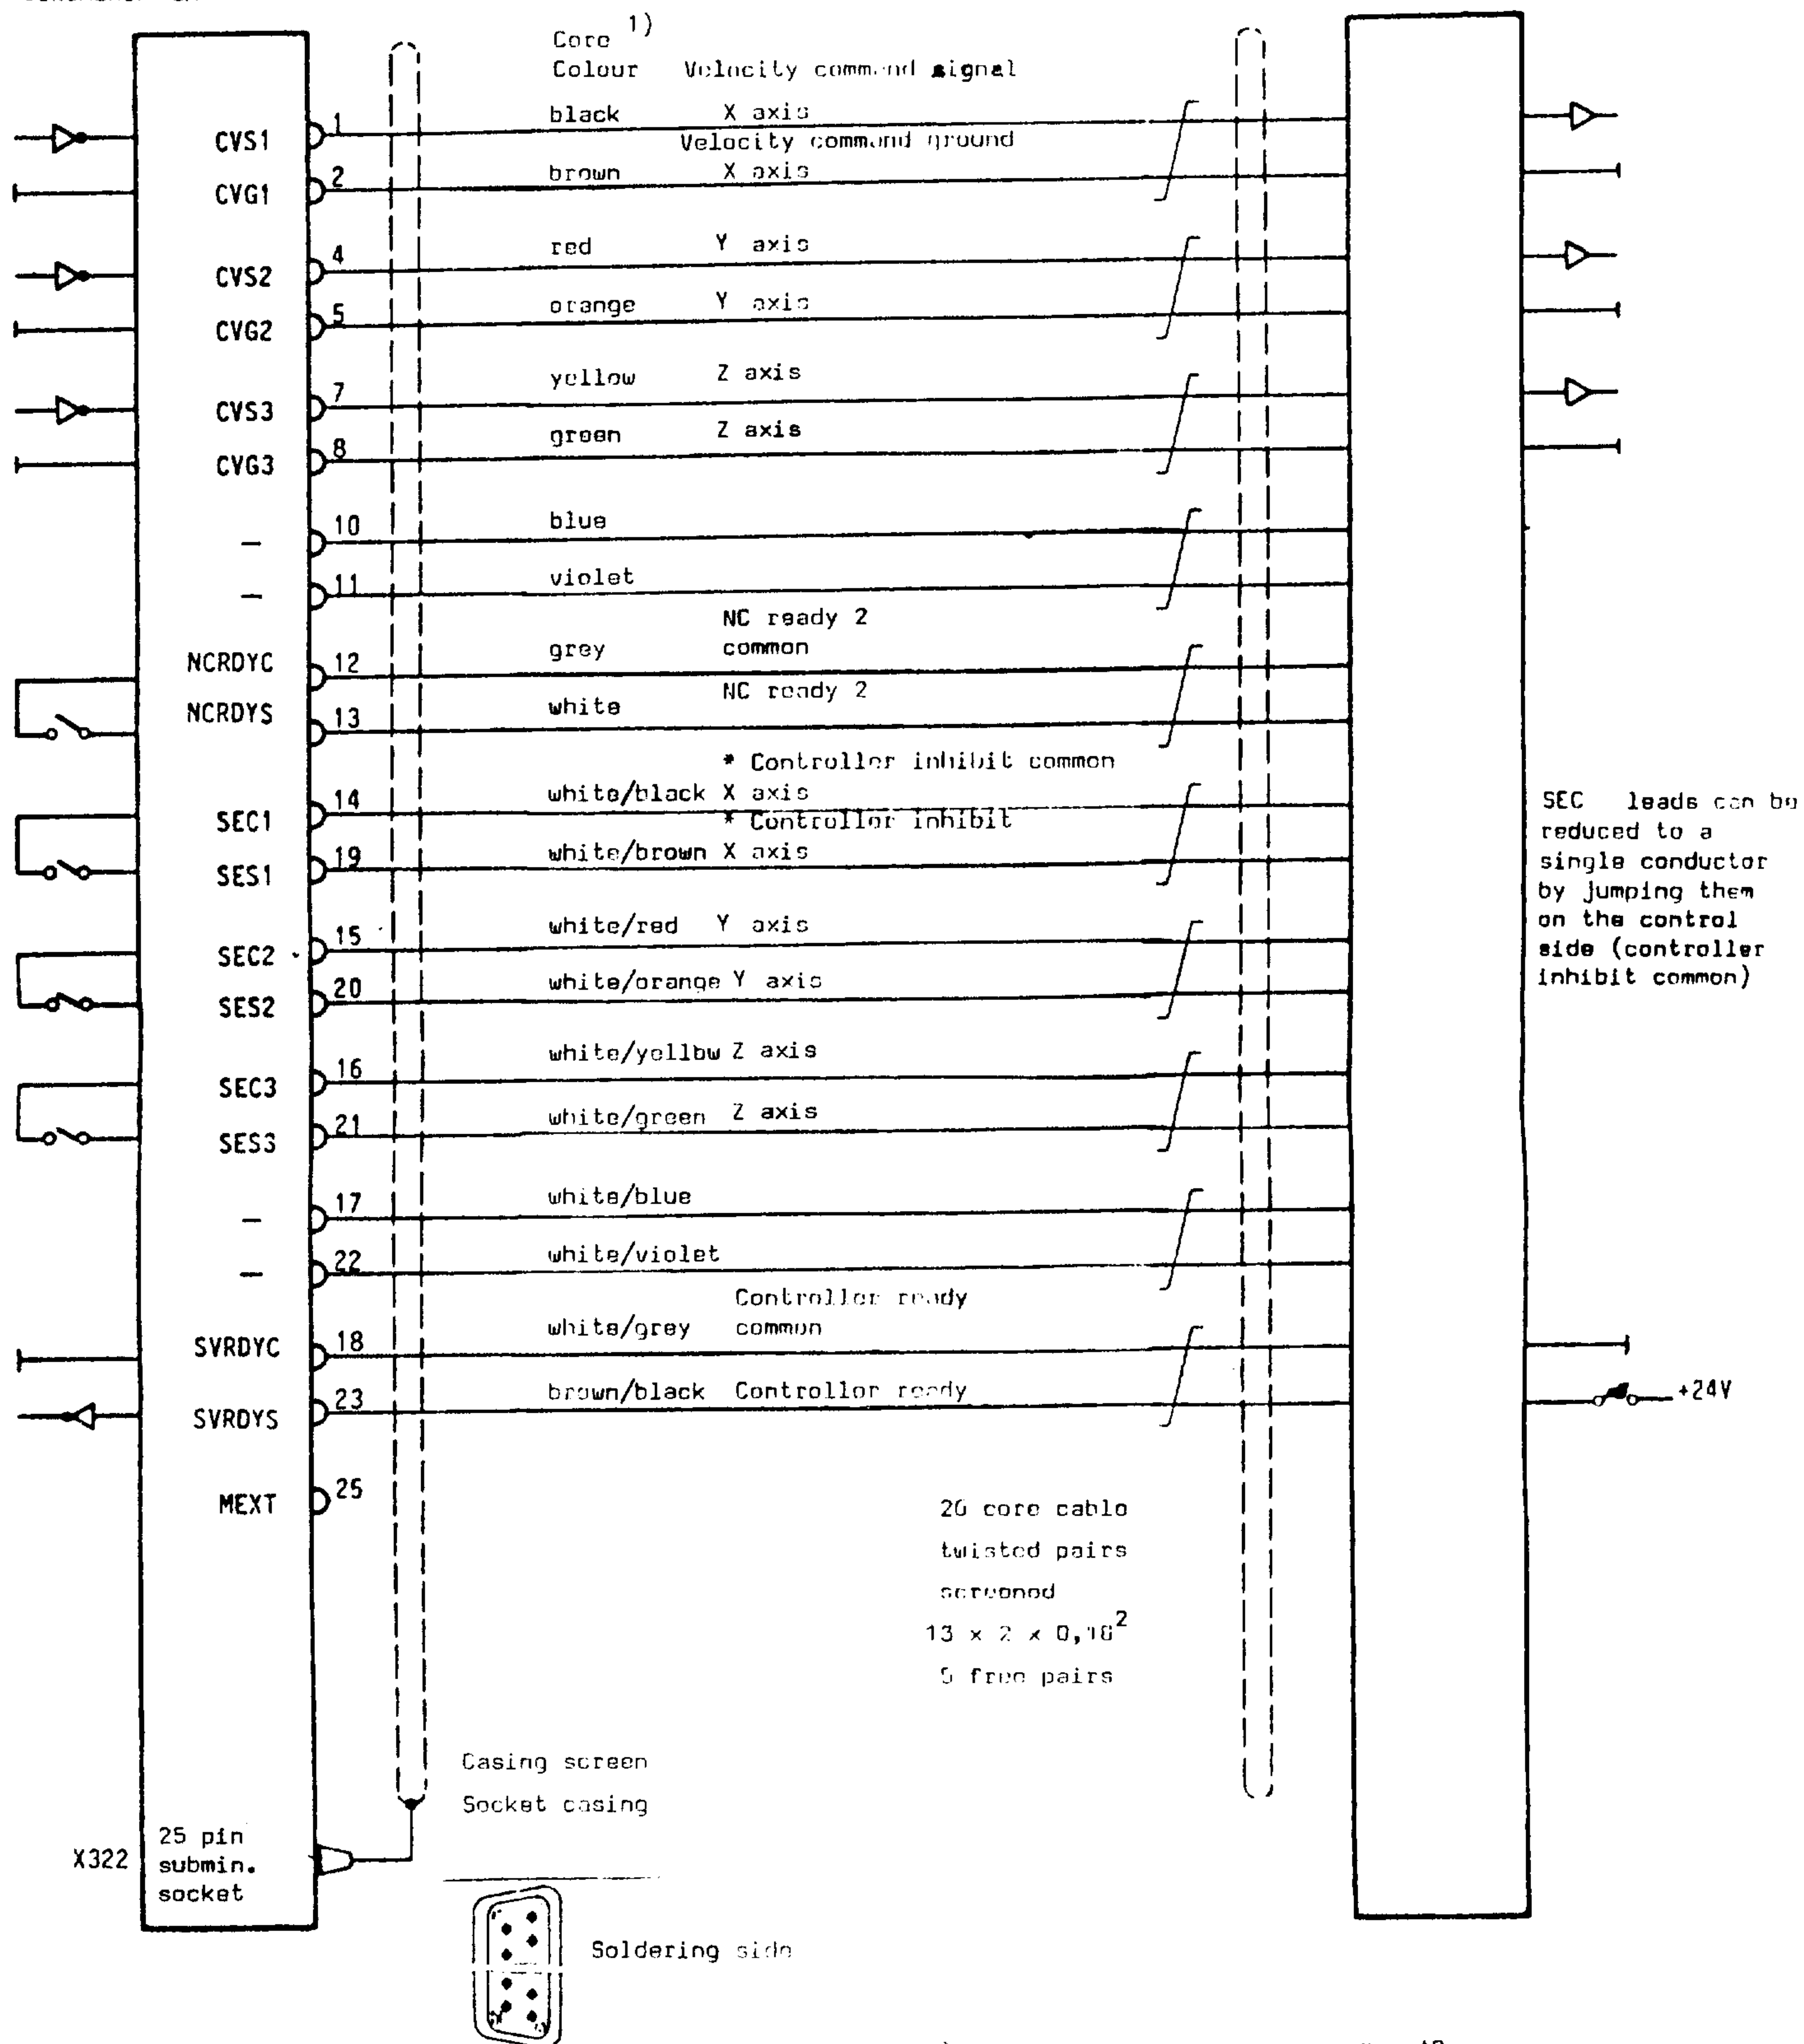 Core 1)
Colour Velocity command signal
CVS1 1 black X axis
Velocity command ground
CVG1 2 brown X axis
CVS2 4 red Y axis
CVG2 5 orange Y axis
CVS3 7 yellow Z axis
CVG3 8 green Z axis
— 10 blue
— 11 violet
NC ready 2
NCRDYC 12 grey common
NC ready 2
NCRDYS 13 white
* Controller inhibit common
SEC1 14 white/black X axis
* Controller inhibit
SES1 19 white/brown X axis
SEC2 15 white/red Y axis
SES2 20 white/orange Y axis
SEC3 16 white/yellow Z axis
SES3 21 white/green Z axis
— 17 white/blue
— 22 white/violet
Controller ready
SVRDYC 18 white/grey common
SVRDYS 23 brown/black Controller ready
+24V
MEXT 25
SEC leads can be
reduced to a
single conductor
by jumping them
on the control
side (controller
inhibit common)
core cable
twisted pairs
screened
13 x 2 x
free pairs
Casing screen
Socket casing
X322
25 pin
submin.
socket
Soldering side